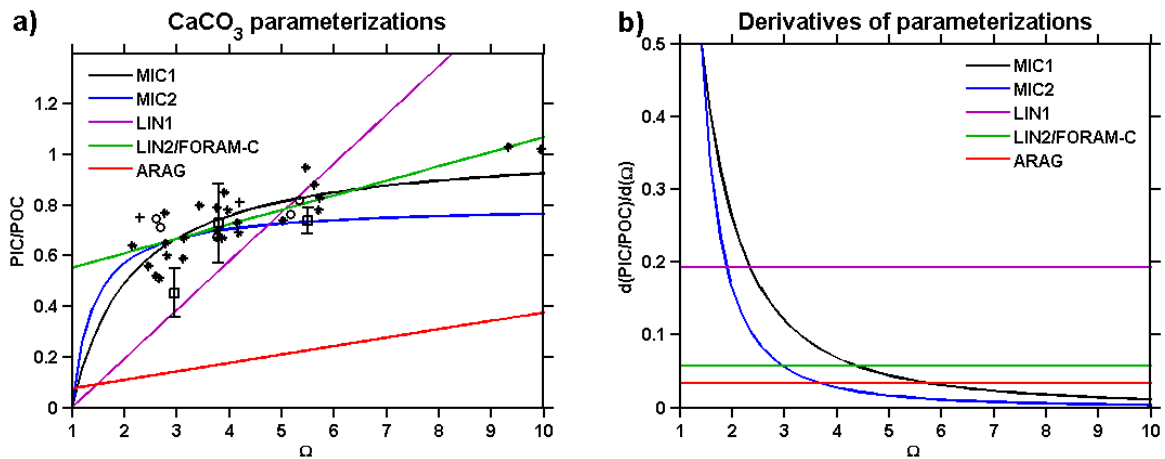 a)
CaCO3 parameterizations
MIC1
MIC2
LIN1
LIN2/FORAM-C
ARAG
PIC/POC
0
0.2
0.4
0.6
0.8
1
1.2
1 2 3 4 5 6 7 8 9 10
Ω
b)
Derivatives of parameterizations
MIC1
MIC2
LIN1
LIN2/FORAM-C
ARAG
d(PIC/POC)/d(Ω)
0
0.1
0.2
0.3
0.4
0.5
1 2 3 4 5 6 7 8 9 10
Ω